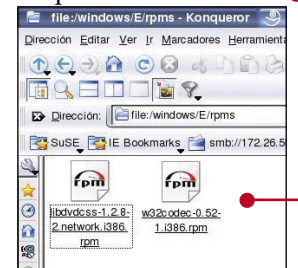 file:/windows/E/rpms - Konqueror
Dirección Editar Ver Ir Marcadores Herramienta
Dirección: file:/windows/E/rpms
SuSE IE Bookmarks smb://172.26.5
rpm rpm
libdvdcss-1.2.8- w32codec-0.52-
2.network.i386. 1.i386.rpm
rpm